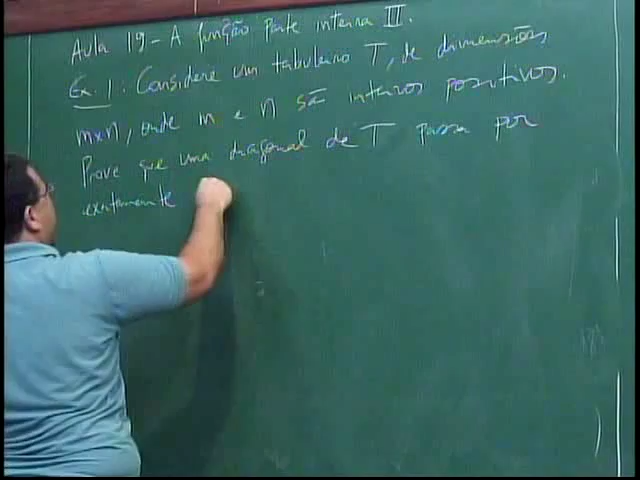 Aula 19 - A função parte inteira II.
Ex. 1: Considere um tabuleiro T, de dimensões
m×n, onde m e n são inteiros positivos.
Prove que uma diagonal de T passa por
exatamente